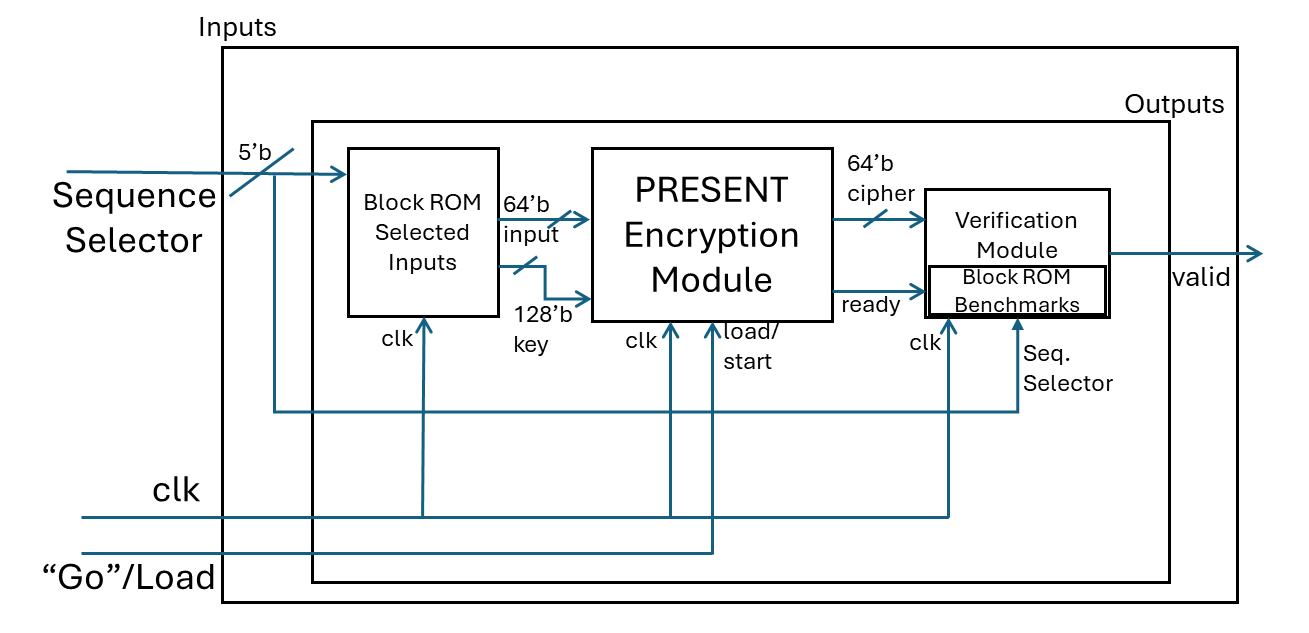 Inputs
Outputs
5’b
Sequence
Selector
Block ROM
Selected
Inputs
64’b
input
128’b
key
PRESENT
Encryption
Module
64’b
cipher
ready
Verification
Module
Block ROM
Benchmarks
valid
clk
clk
load/
start
clk
Seq.
Selector
clk
“Go”/Load